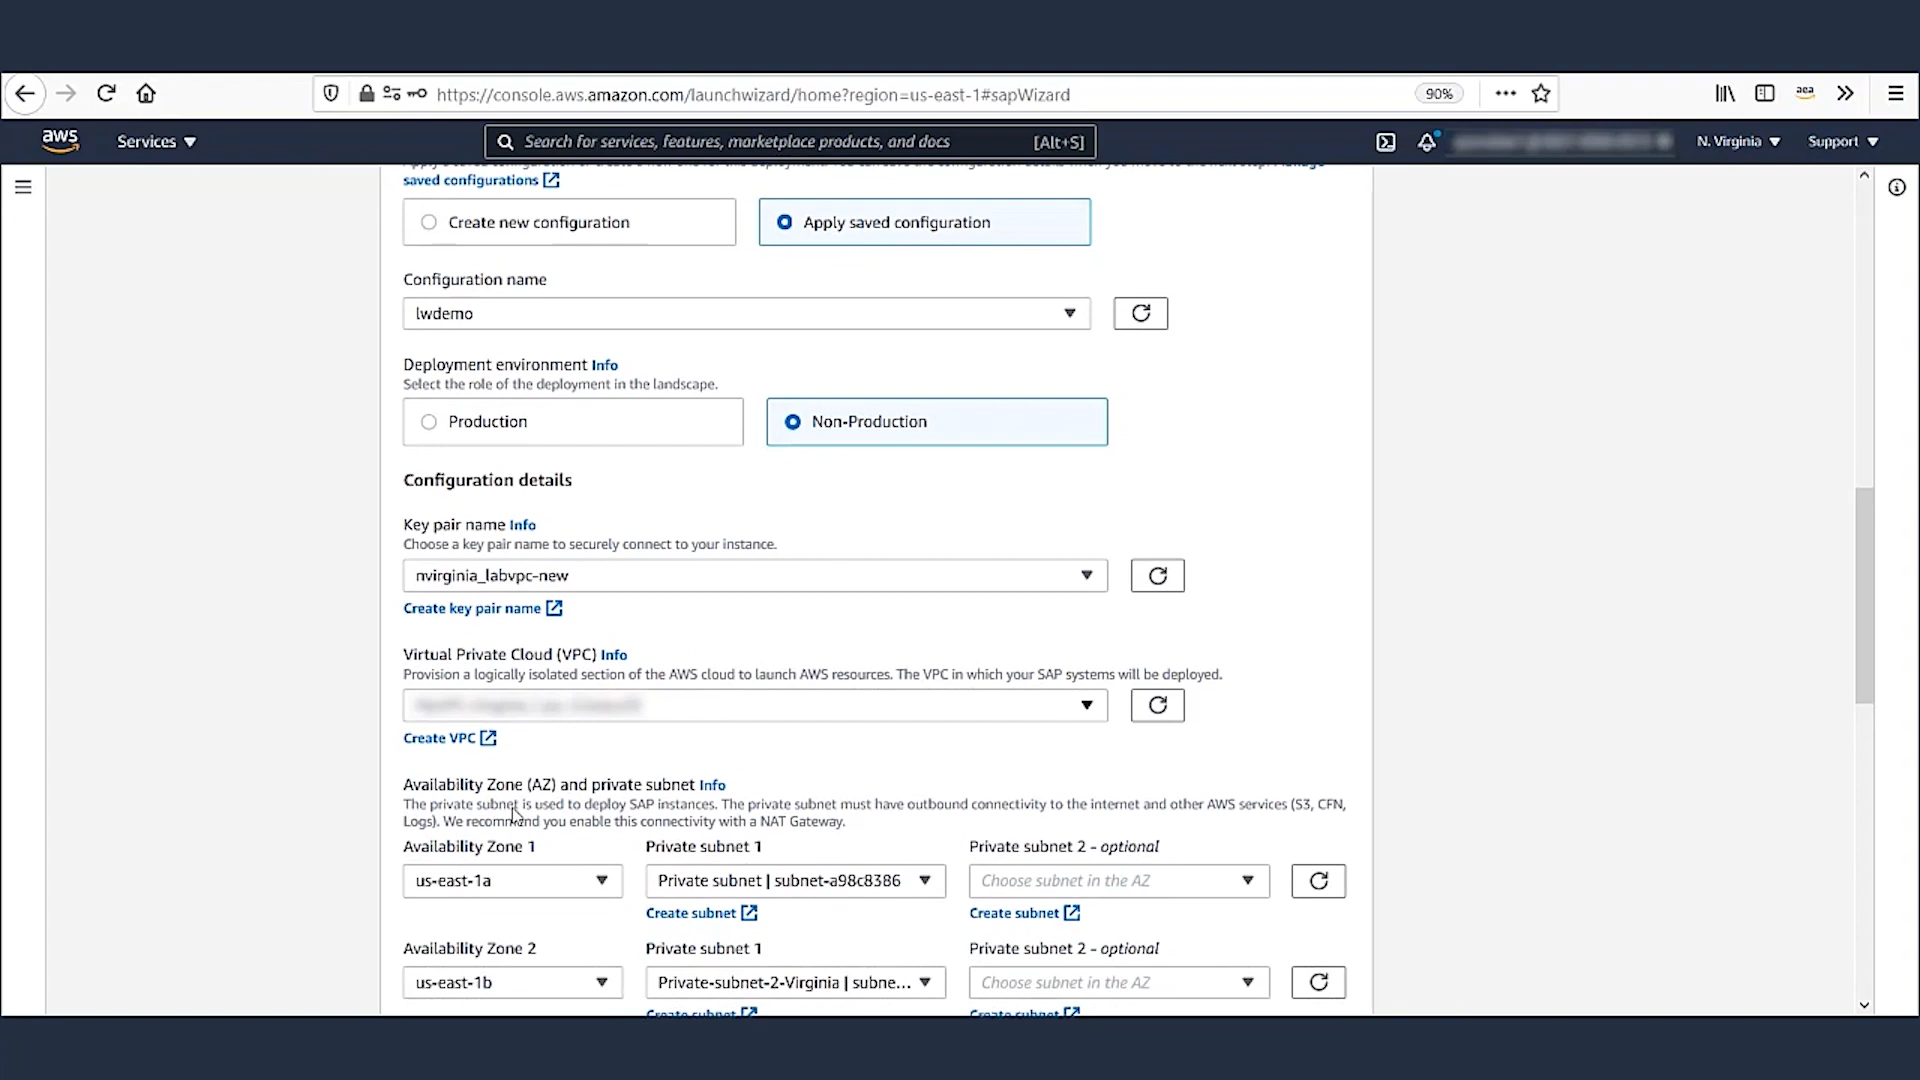 https://console.aws.amazon.com/launchwizard/home?region=us-east-1#sapWizard
90%
aea
aws
Services
Search for services, features, marketplace products, and docs
[Alt+S]
N. Virginia
Support
saved configurations
Create new configuration
Apply saved configuration
Configuration name
lwdemo
Deployment environment Info
Select the role of the deployment in the landscape.
Production
Non-Production
Configuration details
Key pair name Info
Choose a key pair name to securely connect to your instance.
nvirginia_labvpc-new
Create key pair name
Virtual Private Cloud (VPC) Info
Provision a logically isolated section of the AWS cloud to launch AWS resources. The VPC in which your SAP systems will be deployed.
Create VPC
Availability Zone (AZ) and private subnet Info
The private subnet is used to deploy SAP instances. The private subnet must have outbound connectivity to the internet and other AWS services (S3, CFN,
Logs). We recommend you enable this connectivity with a NAT Gateway.
Availability Zone 1
Private subnet 1
Private subnet 2 - optional
us-east-1a
Private subnet | subnet-a98c8386
Choose subnet in the AZ
Create subnet
Create subnet
Availability Zone 2
Private subnet 1
Private subnet 2 - optional
us-east-1b
Private-subnet-2-Virginia | subne...
Choose subnet in the AZ
Create subnet
Create subnet